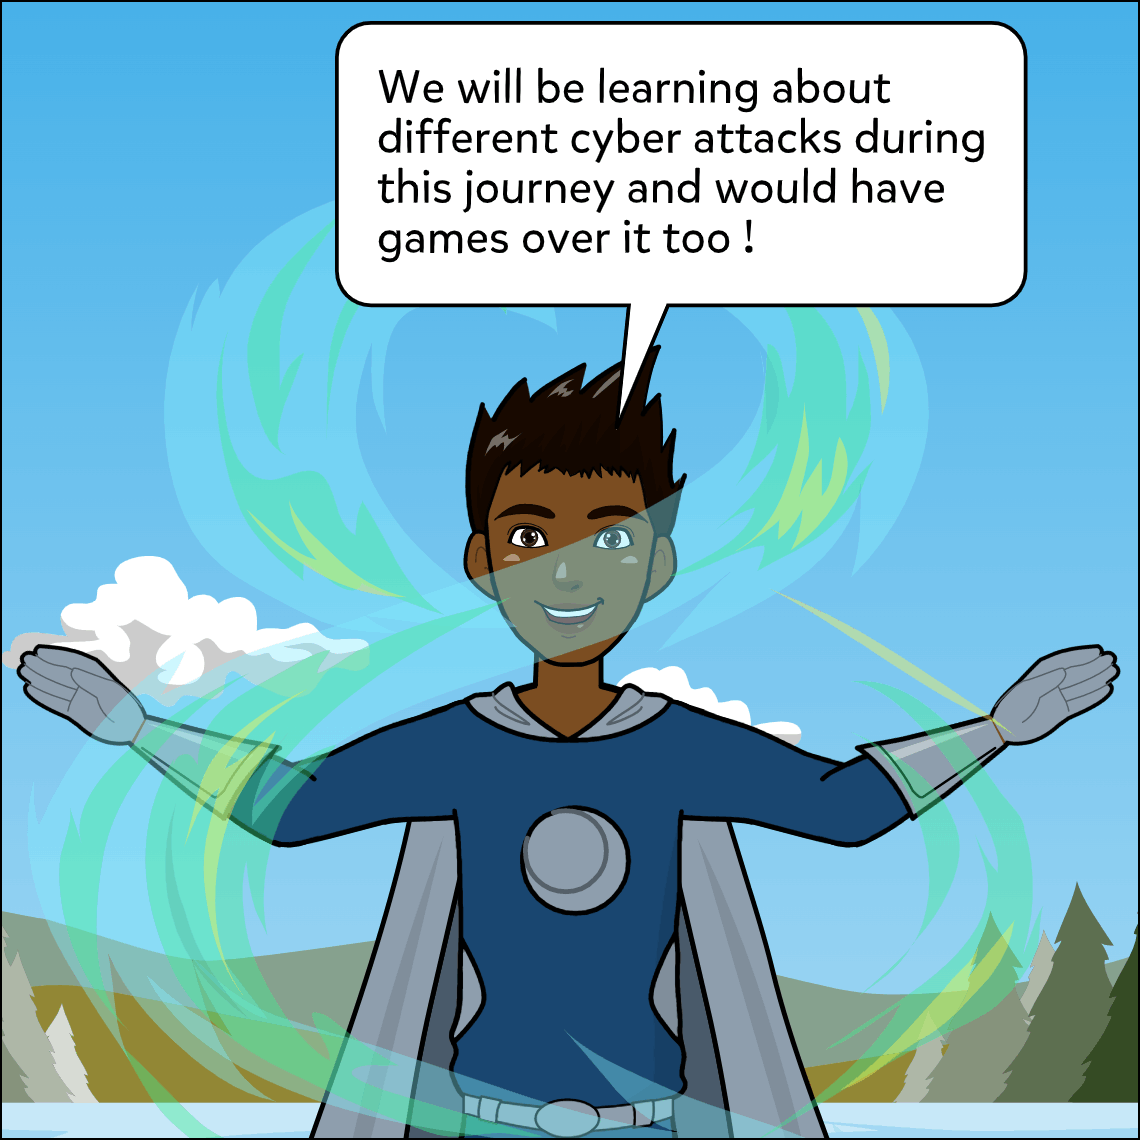 We will be learning about
different cyber attacks during
this journey and would have
games over it too !